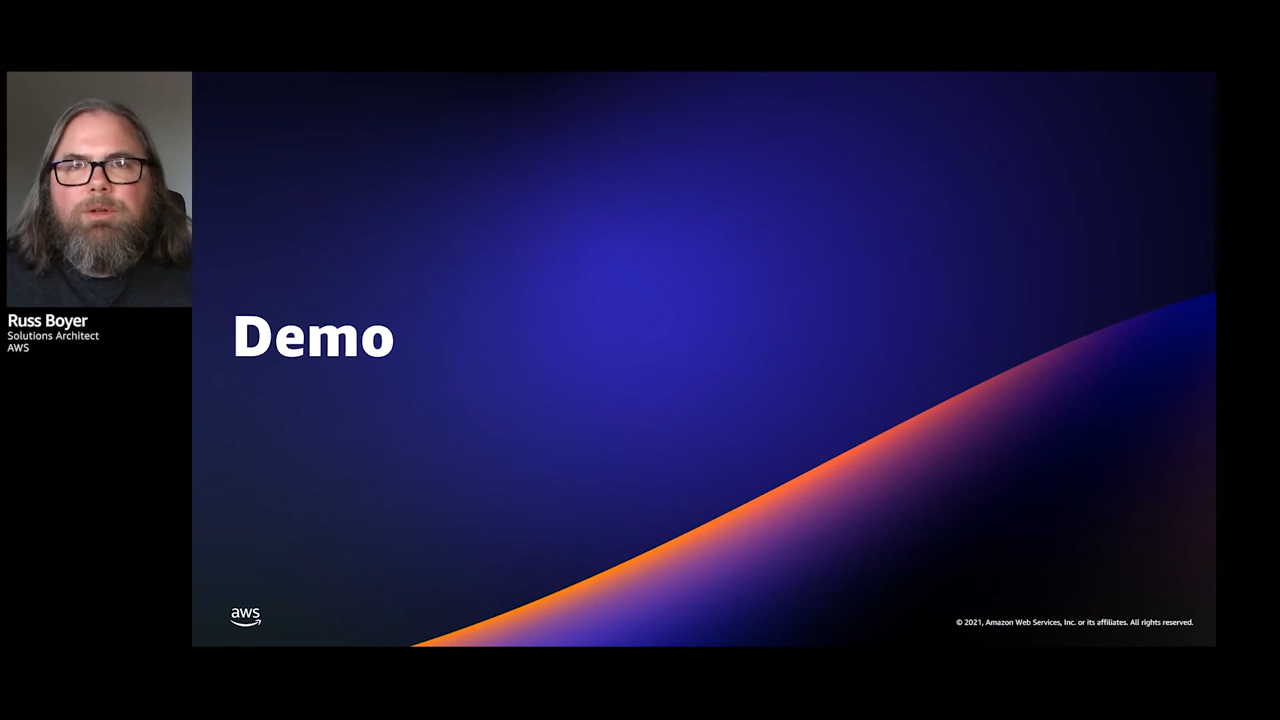 Russ Boyer
Solutions Architect
AWS
Demo
aws
© 2021, Amazon Web Services, Inc. or its affiliates. All rights reserved.